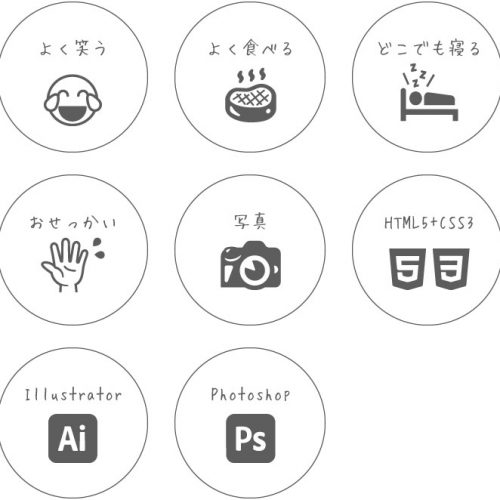 よく笑う
よく食べる
どこでも寝る
zzz
おせっかい
写真
HTML5+CSS3
5 3
Illustrator
Photoshop
Ai
Ps